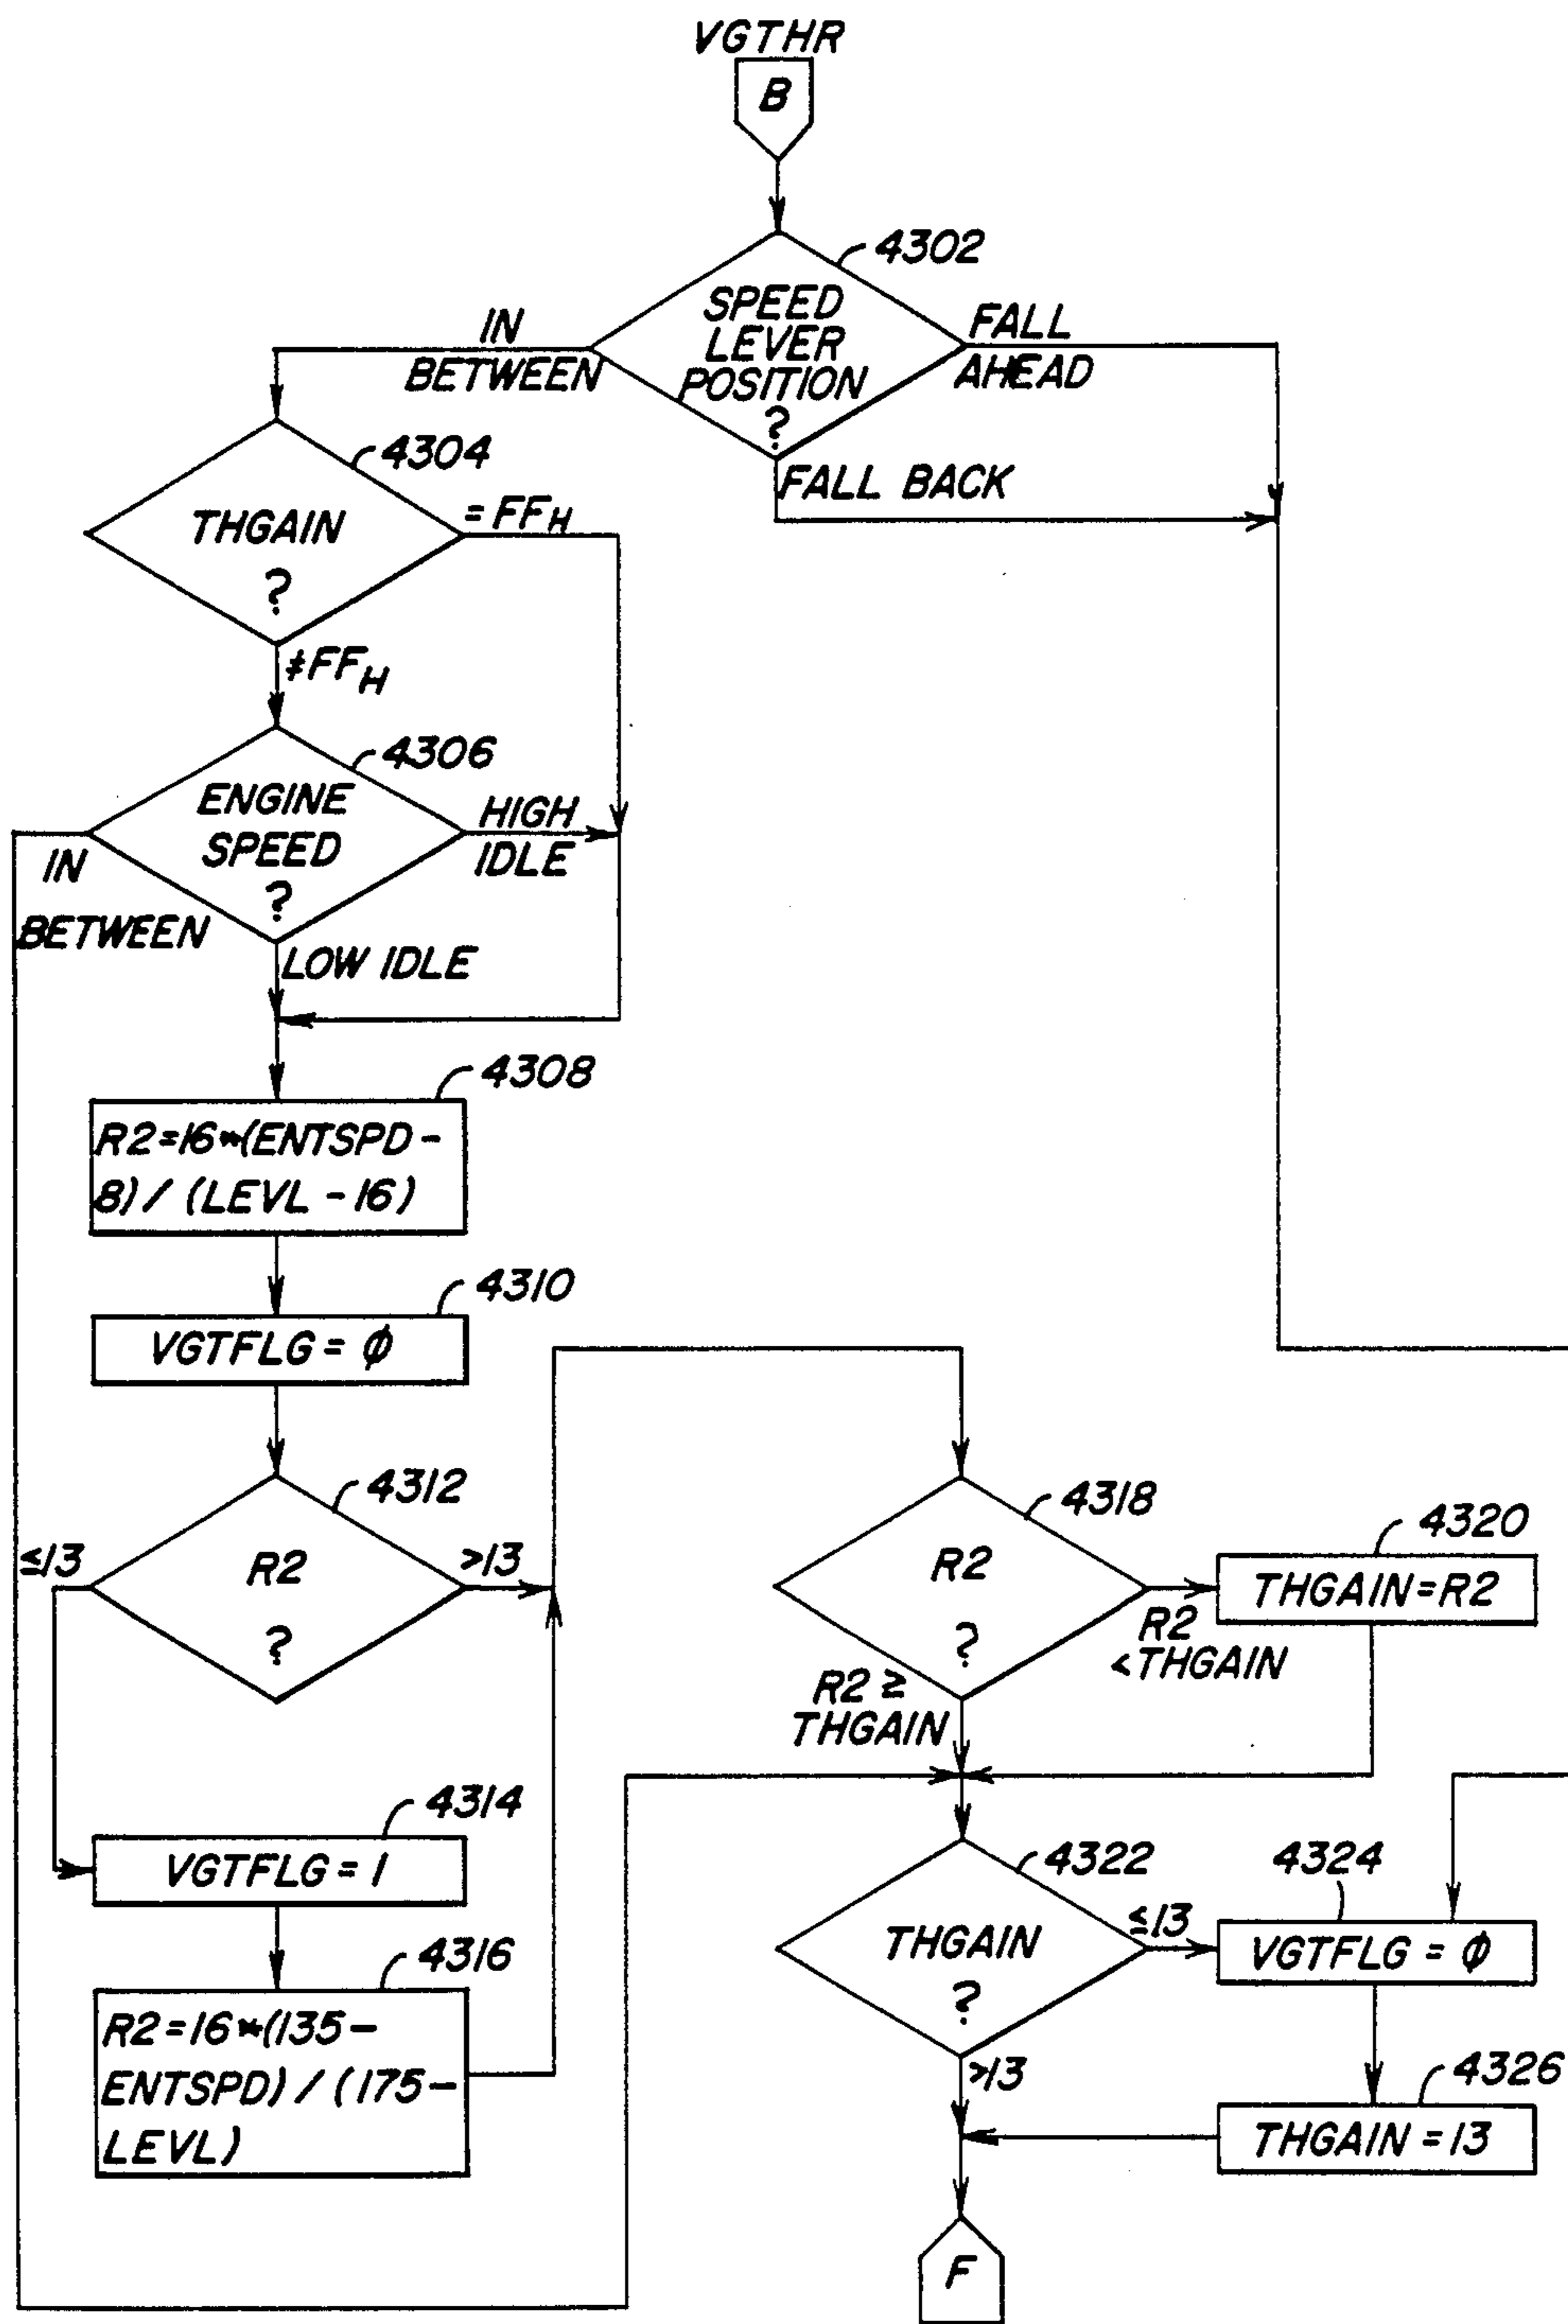 VGTHR
B
4302
SPEED
LEVER
POSITION
?
IN
BETWEEN
FALL
AHEAD
FALL BACK
4304
THGAIN
?
= FFH
≠FFH
4306
ENGINE
SPEED
?
HIGH
IDLE
IN
BETWEEN
LOW IDLE
4308
R2=16*(ENTSPD-
8)/(LEVL-16)
4310
VGTFLG = φ
4312
R2
?
≤13
>13
4314
VGTFLG = 1
4316
R2=16*(135-
ENTSPD)/(175-
LEVL)
4318
R2
?
R2
<THGAIN
R2 ≥
THGAIN
4320
THGAIN=R2
4322
THGAIN
?
≤13
>13
4324
VGTFLG = φ
4326
THGAIN =13
F